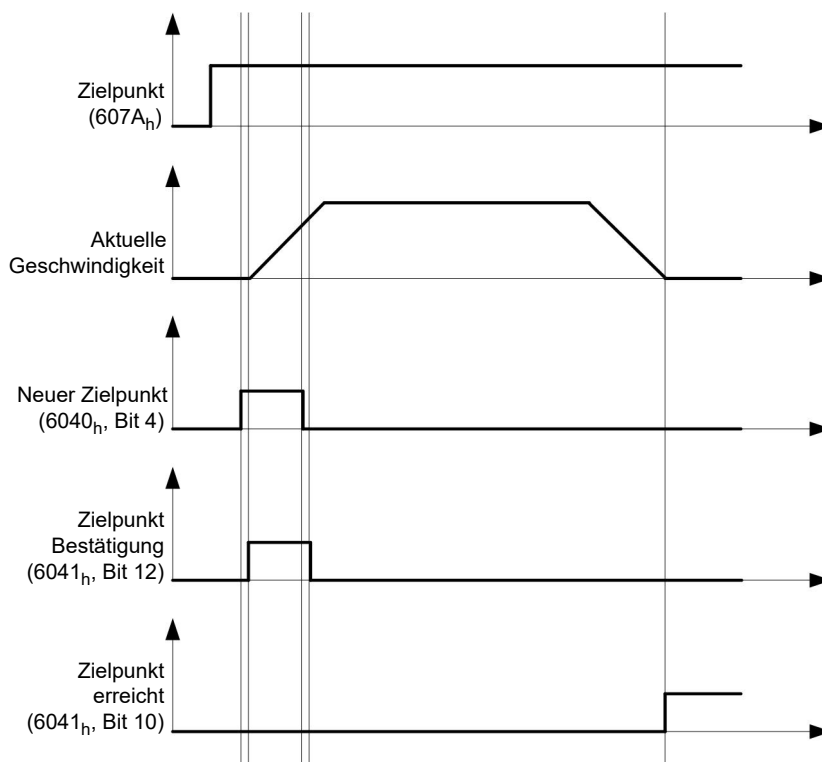 Zielpunkt
(607Aₕ)
Aktuelle
Geschwindigkeit
Neuer Zielpunkt
(6040ₕ, Bit 4)
Zielpunkt
Bestätigung
(6041ₕ, Bit 12)
Zielpunkt
erreicht
(6041ₕ, Bit 10)